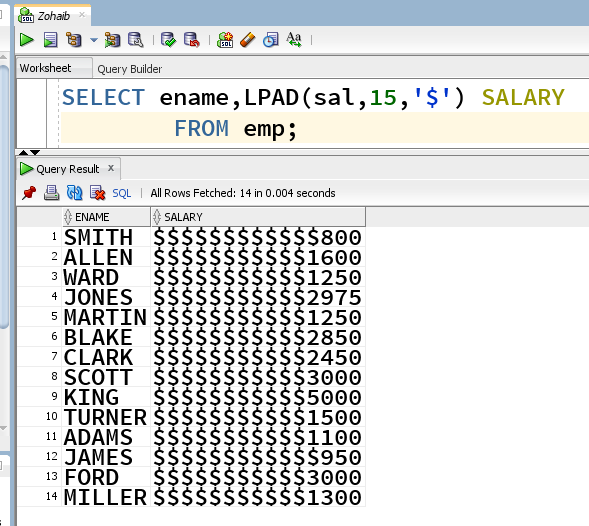 Zohaib
Worksheet Query Builder
SELECT ename,LPAD(sal,15,'$') SALARY
FROM emp;
Query Result x
SQL | All Rows Fetched: 14 in 0.004 seconds
ENAME SALARY
1 SMITH $$$$$$$$$$$$800
2 ALLEN $$$$$$$$$$$1600
3 WARD $$$$$$$$$$$1250
4 JONES $$$$$$$$$$$2975
5 MARTIN $$$$$$$$$$$1250
6 BLAKE $$$$$$$$$$$2850
7 CLARK $$$$$$$$$$$2450
8 SCOTT $$$$$$$$$$$3000
9 KING $$$$$$$$$$$5000
10 TURNER $$$$$$$$$$$1500
11 ADAMS $$$$$$$$$$$1100
12 JAMES $$$$$$$$$$$$950
13 FORD $$$$$$$$$$$3000
14 MILLER $$$$$$$$$$$1300